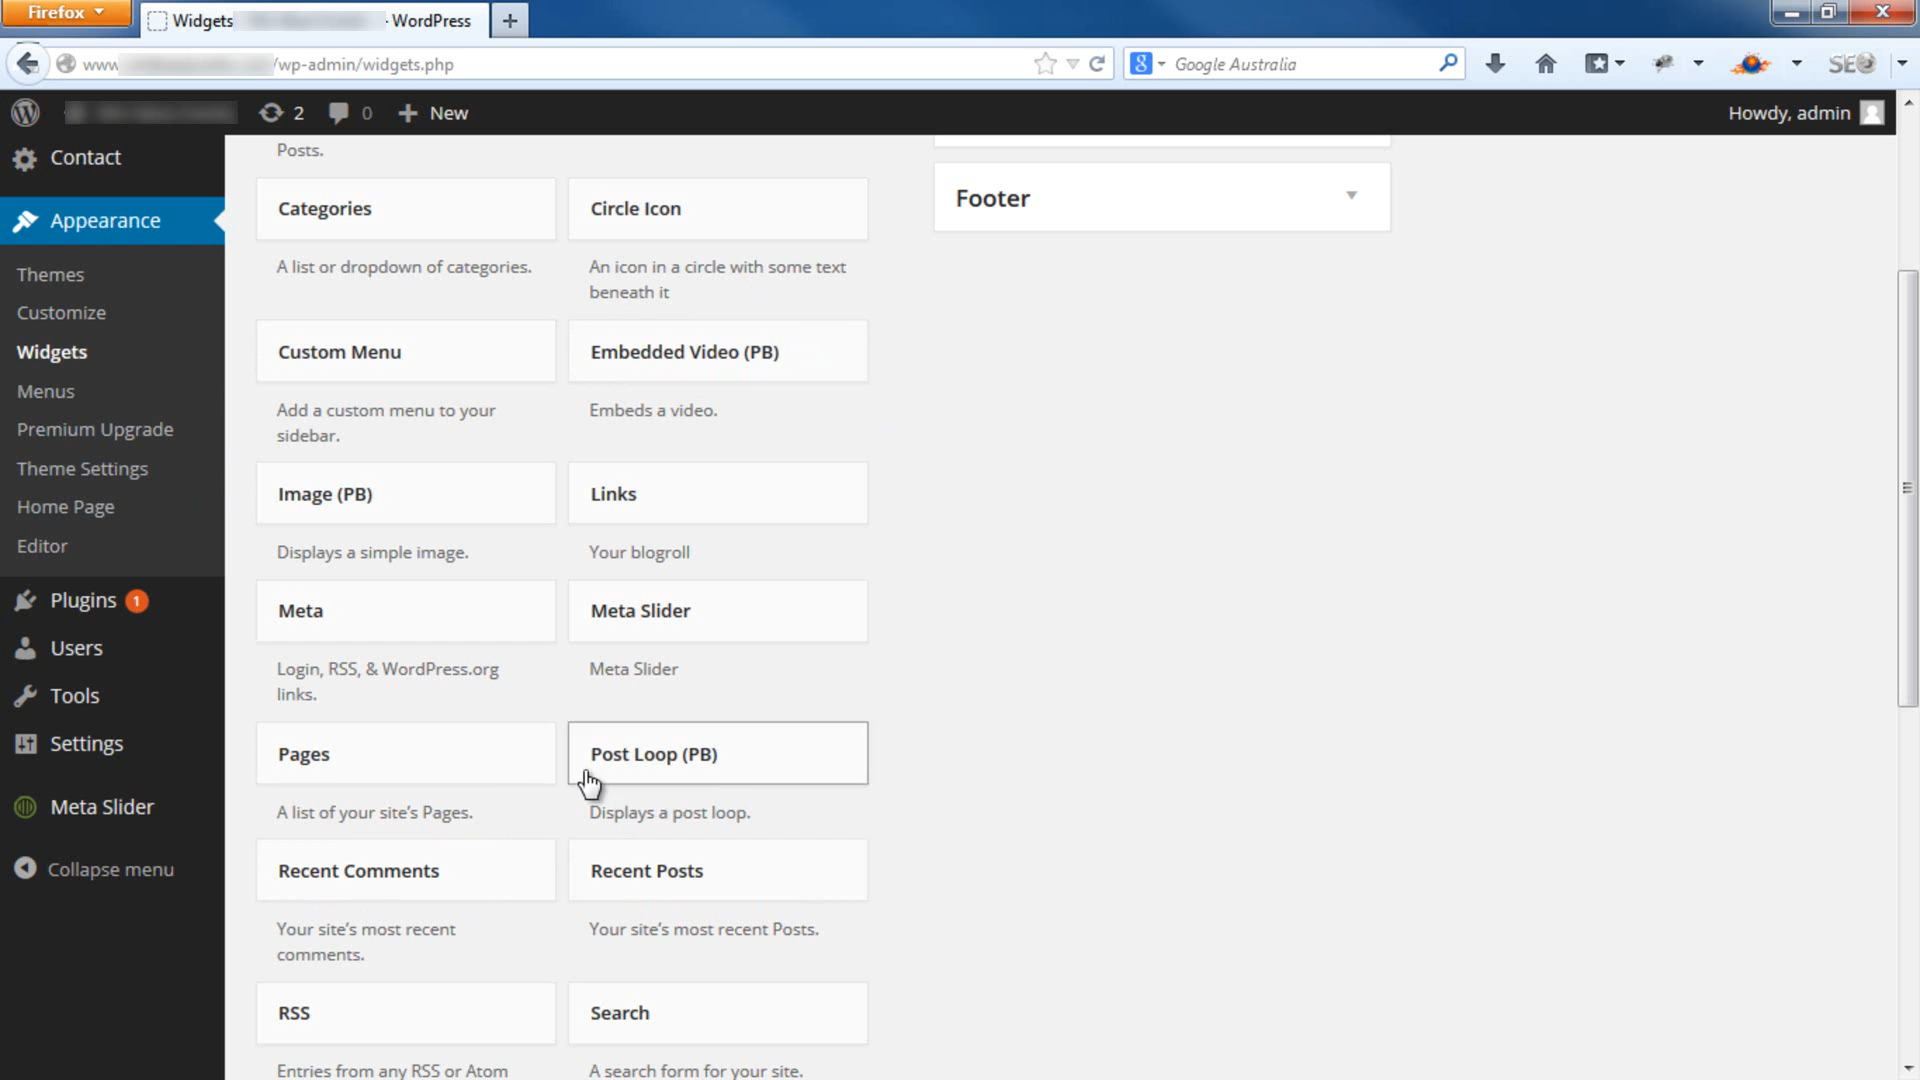 Firefox
Widgets - WordPress
www /wp-admin/widgets.php
Google Australia
SEO
2 0 New
Howdy, admin
Contact
Appearance
Themes
Customize
Widgets
Menus
Premium Upgrade
Theme Settings
Home Page
Editor
Plugins 1
Users
Tools
Settings
Meta Slider
Collapse menu
Posts.
Categories
A list or dropdown of categories.
Circle Icon
An icon in a circle with some text
beneath it
Custom Menu
Add a custom menu to your
sidebar.
Embedded Video (PB)
Embeds a video.
Image (PB)
Displays a simple image.
Links
Your blogroll
Meta
Login, RSS, & WordPress.org
links.
Meta Slider
Meta Slider
Pages
A list of your site's Pages.
Post Loop (PB)
Displays a post loop.
Recent Comments
Your site's most recent
comments.
Recent Posts
Your site's most recent Posts.
RSS
Entries from any RSS or Atom
Search
A search form for your site.
Footer